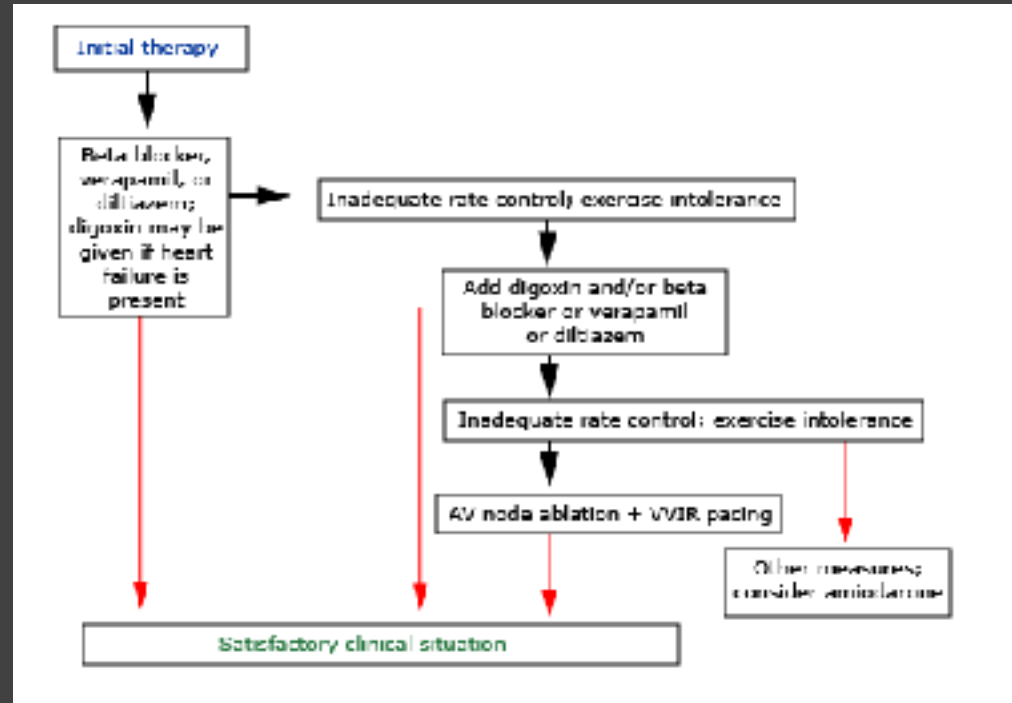 Initial therapy
Beta blocker,
verapamil, or
diltiazem;
digoxin may be
given if heart
failure is
present
Inadequate rate control; exercise intolerance
Add digoxin and/or beta
blocker or verapamil
or diltiazem
Inadequate rate control; exercise intolerance
AV node ablation + VVIR pacing
Other measures;
consider amiodarone
Satisfactory clinical situation